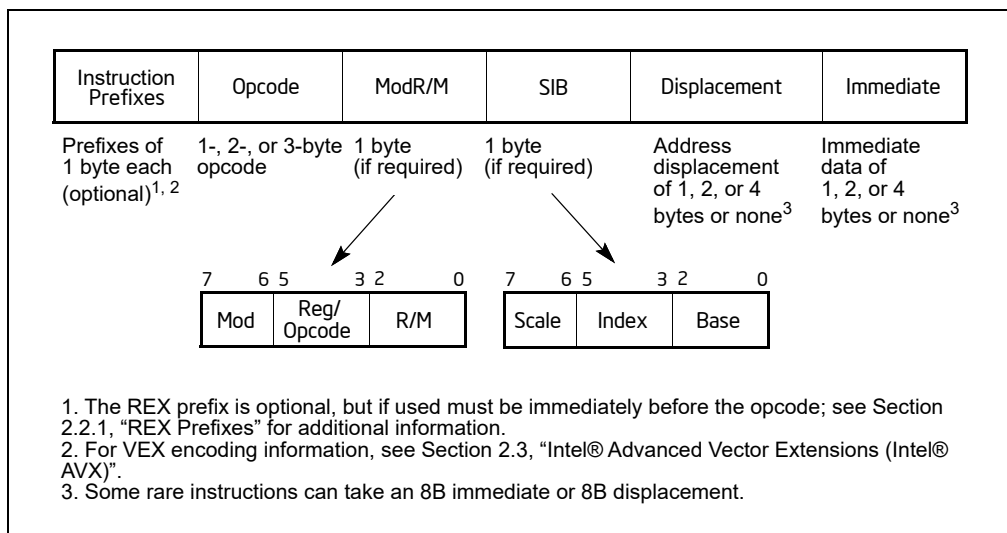 Instruction Prefixes Opcode ModR/M SIB Displacement Immediate
Prefixes of 1 byte each (optional)1, 2
1-, 2-, or 3-byte opcode
1 byte (if required)
1 byte (if required)
Address displacement of 1, 2, or 4 bytes or none3
Immediate data of 1, 2, or 4 bytes or none3
7 6 5 3 2 0
Mod Reg/Opcode R/M
7 6 5 3 2 0
Scale Index Base
1. The REX prefix is optional, but if used must be immediately before the opcode; see Section
2.2.1, “REX Prefixes” for additional information.
2. For VEX encoding information, see Section 2.3, “Intel® Advanced Vector Extensions (Intel®
AVX)”.
3. Some rare instructions can take an 8B immediate or 8B displacement.